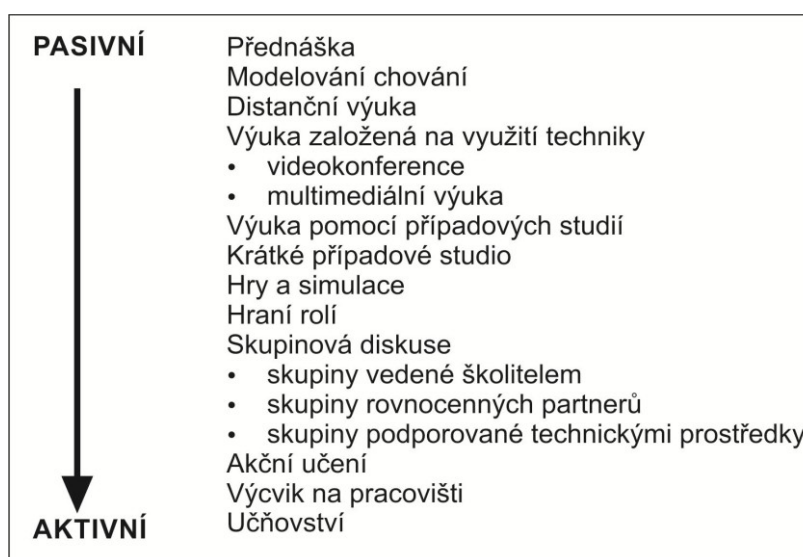 PASIVNÍ
Přednáška
Modelování chování
Distanční výuka
Výuka založená na využití techniky
• videokonference
• multimediální výuka
Výuka pomocí případových studií
Krátké případové studio
Hry a simulace
Hraní rolí
Skupinová diskuse
• skupiny vedené školitelem
• skupiny rovnocenných partnerů
• skupiny podporované technickými prostředky
Akční učení
Výcvik na pracovišti
AKTIVNÍ
Učňovství